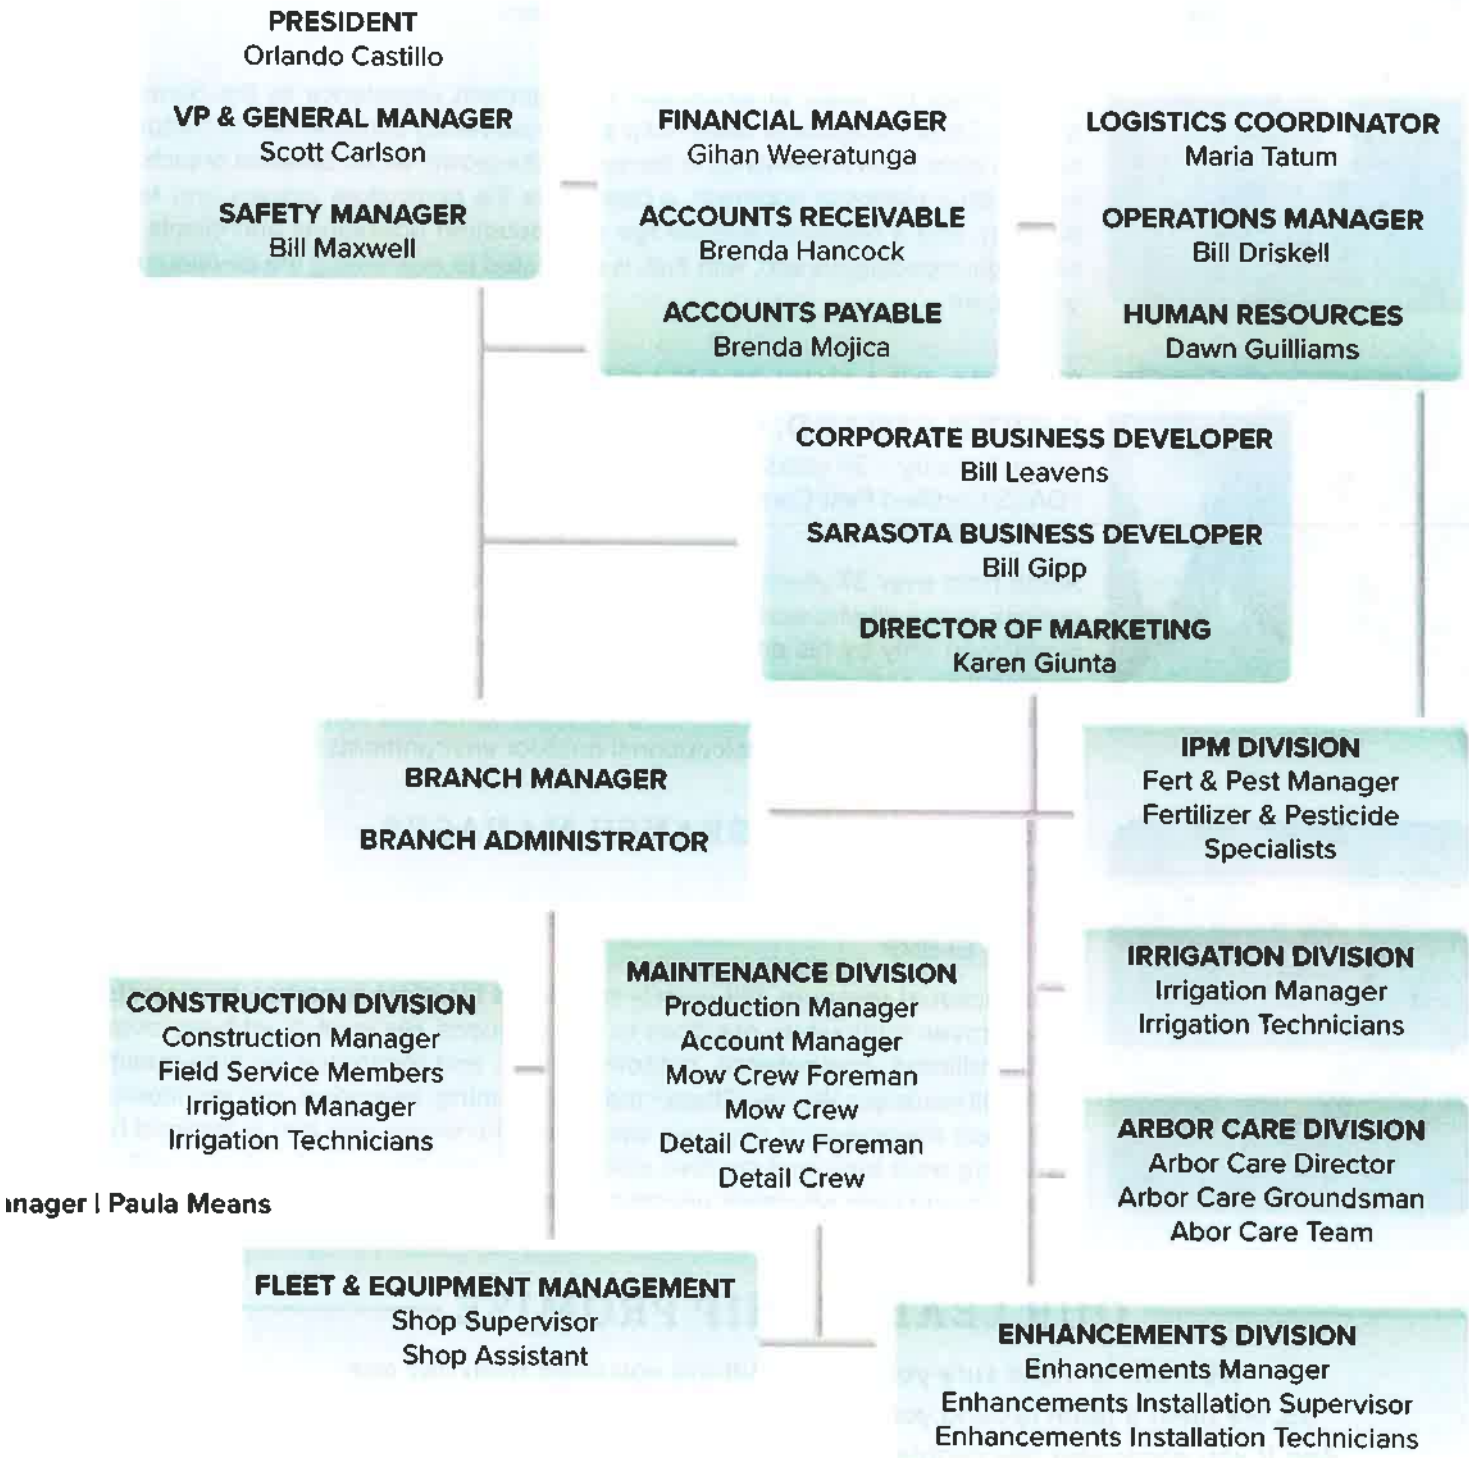 PRESIDENT
Orlando Castillo
VP & GENERAL MANAGER
Scott Carlson
SAFETY MANAGER
Bill Maxwell
FINANCIAL MANAGER
Gihan Weeratunga
ACCOUNTS RECEIVABLE
Brenda Hancock
ACCOUNTS PAYABLE
Brenda Mojica
LOGISTICS COORDINATOR
Maria Tatum
OPERATIONS MANAGER
Bill Driskell
HUMAN RESOURCES
Dawn Guilliams
CORPORATE BUSINESS DEVELOPER
Bill Leavens
SARASOTA BUSINESS DEVELOPER
Bill Gipp
DIRECTOR OF MARKETING
Karen Giunta
BRANCH MANAGER
BRANCH ADMINISTRATOR
IPM DIVISION
Fert & Pest Manager
Fertilizer & Pesticide
Specialists
IRRIGATION DIVISION
Irrigation Manager
Irrigation Technicians
CONSTRUCTION DIVISION
Construction Manager
Field Service Members
Irrigation Manager
Irrigation Technicians
MAINTENANCE DIVISION
Production Manager
Account Manager
Mow Crew Foreman
Mow Crew
Detail Crew Foreman
Detail Crew
ARBOR CARE DIVISION
Arbor Care Director
Arbor Care Groundsman
Abor Care Team
nager | Paula Means
FLEET & EQUIPMENT MANAGEMENT
Shop Supervisor
Shop Assistant
ENHANCEMENTS DIVISION
Enhancements Manager
Enhancements Installation Supervisor
Enhancements Installation Technicians